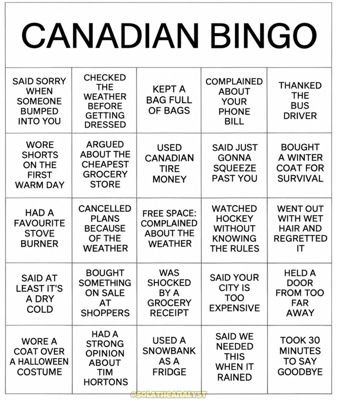 CANADIAN BINGO
SAID SORRY
WHEN
SOMEONE
BUMPED
INTO YOU
CHECKED
THE
WEATHER
BEFORE
GETTING
DRESSED
KEPT A
BAG FULL
OF BAGS
COMPLAINED
ABOUT
YOUR
PHONE
BILL
THANKED
THE
BUS
DRIVER
WORE
SHORTS
ON THE
FIRST
WARM DAY
ARGUED
ABOUT THE
CHEAPEST
GROCERY
STORE
USED
CANADIAN
TIRE
MONEY
SAID JUST
GONNA
SQUEEZE
PAST YOU
BOUGHT
A WINTER
COAT FOR
SURVIVAL
HAD A
FAVOURITE
STOVE
BURNER
CANCELLED
PLANS
BECAUSE
OF THE
WEATHER
FREE SPACE:
COMPLAINED
ABOUT THE
WEATHER
WATCHED
HOCKEY
WITHOUT
KNOWING
THE RULES
WENT OUT
WITH WET
HAIR AND
REGRETTED
IT
SAID AT
LEAST IT'S
A DRY
COLD
BOUGHT
SOMETHING
ON SALE
AT
SHOPPERS
WAS
SHOCKED
BY A
GROCERY
RECEIPT
SAID YOUR
CITY IS
TOO
EXPENSIVE
HELD A
DOOR
FROM TOO
FAR
AWAY
WORE A
COAT OVER
A HALLOWEEN
COSTUME
HAD A
STRONG
OPINION
ABOUT TIM
HORTONS
USED A
SNOWBANK
AS A
FRIDGE
SAID WE
NEEDED
THIS
WHEN IT
RAINED
TOOK 30
MINUTES
TO SAY
GOODBYE